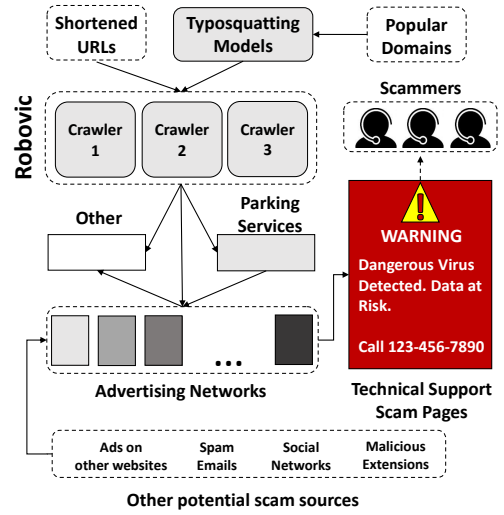 Shortened
URLs
Typosquatting
Models
Popular
Domains
Robovic
Crawler
1
Crawler
2
Crawler
3
Scammers
Other
Parking
Services
WARNING
Dangerous Virus
Detected. Data at
Risk.
Call 123-456-7890
...
Advertising Networks
Technical Support
Scam Pages
Ads on
other websites
Spam
Emails
Social
Networks
Malicious
Extensions
Other potential scam sources